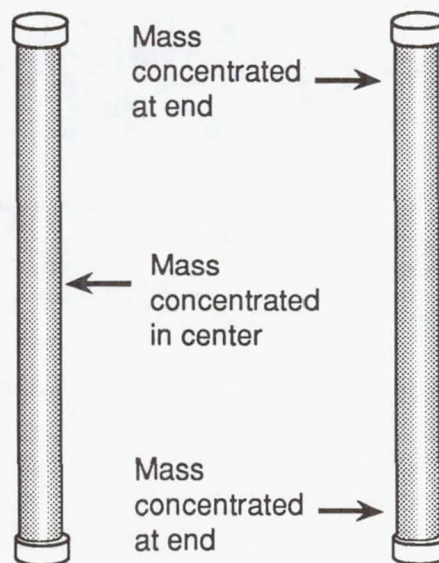 Mass
concentrated
at end
Mass
concentrated
in center
Mass
concentrated
at end